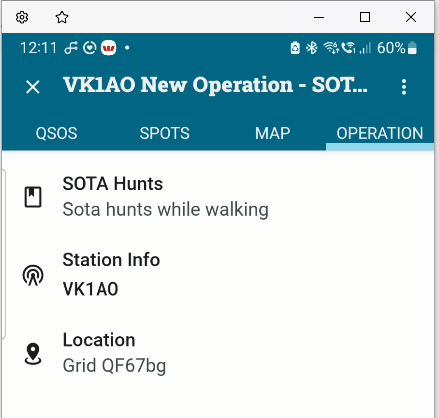 12:11 60%
VK1AO New Operation - SOT...
QSOS SPOTS MAP OPERATION
SOTA Hunts
Sota hunts while walking
Station Info
VK1AO
Location
Grid QF67bg